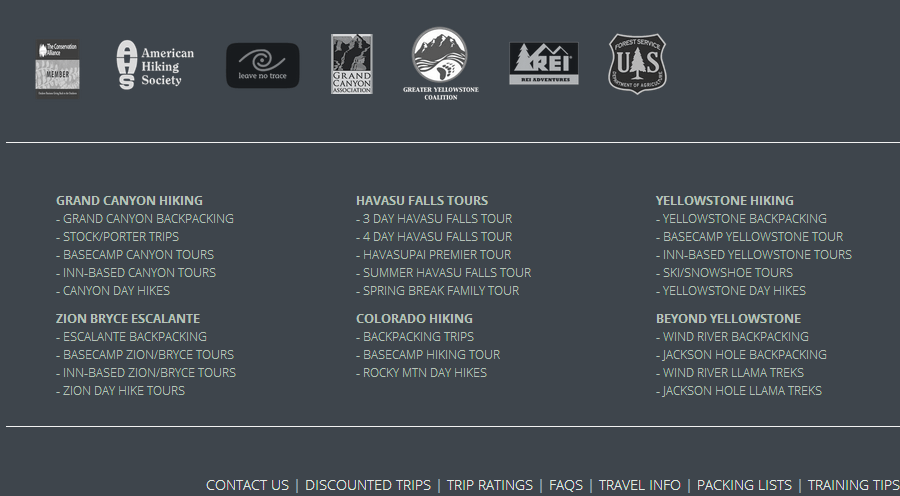 The Conservation
Alliance
MEMBER
American
Hiking
Society
AHS
leave no trace
GRAND
CANYON
ASSOCIATION
GREATER YELLOWSTONE
COALITION
REI
REI ADVENTURES
FOREST SERVICE
U S
DEPARTMENT OF AGRICULTURE
GRAND CANYON HIKING
- GRAND CANYON BACKPACKING
- STOCK/PORTER TRIPS
- BASECAMP CANYON TOURS
- INN-BASED CANYON TOURS
- CANYON DAY HIKES
ZION BRYCE ESCALANTE
- ESCALANTE BACKPACKING
- BASECAMP ZION/BRYCE TOURS
- INN-BASED ZION/BRYCE TOURS
- ZION DAY HIKE TOURS
HAVASU FALLS TOURS
- 3 DAY HAVASU FALLS TOUR
- 4 DAY HAVASU FALLS TOUR
- HAVASUPAI PREMIER TOUR
- SUMMER HAVASU FALLS TOUR
- SPRING BREAK FAMILY TOUR
COLORADO HIKING
- BACKPACKING TRIPS
- BASECAMP HIKING TOUR
- ROCKY MTN DAY HIKES
YELLOWSTONE HIKING
- YELLOWSTONE BACKPACKING
- BASECAMP YELLOWSTONE TOUR
- INN-BASED YELLOWSTONE TOURS
- SKI/SNOWSHOE TOURS
- YELLOWSTONE DAY HIKES
BEYOND YELLOWSTONE
- WIND RIVER BACKPACKING
- JACKSON HOLE BACKPACKING
- WIND RIVER LLAMA TREKS
- JACKSON HOLE LLAMA TREKS
CONTACT US | DISCOUNTED TRIPS | TRIP RATINGS | FAQS | TRAVEL INFO | PACKING LISTS | TRAINING TIPS